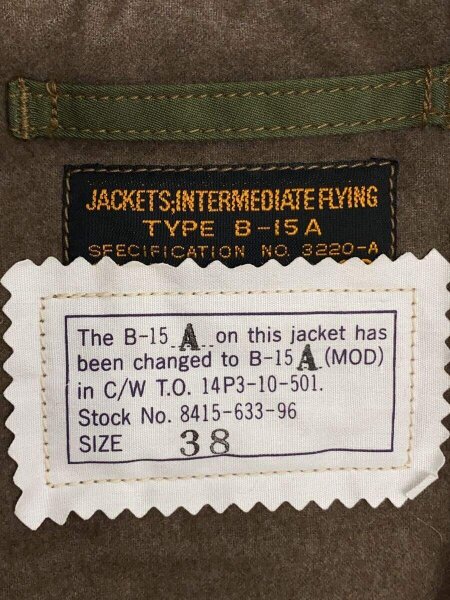 JACKETS;INTERMEDIATE FLYING
TYPE B-15A
SPECIFICATION NO. 3220-A
The B-15 A on this jacket has
been changed to B-15 A (MOD)
in C/W T.O. 14P3-10-501.
Stock No. 8415-633-96
SIZE 38